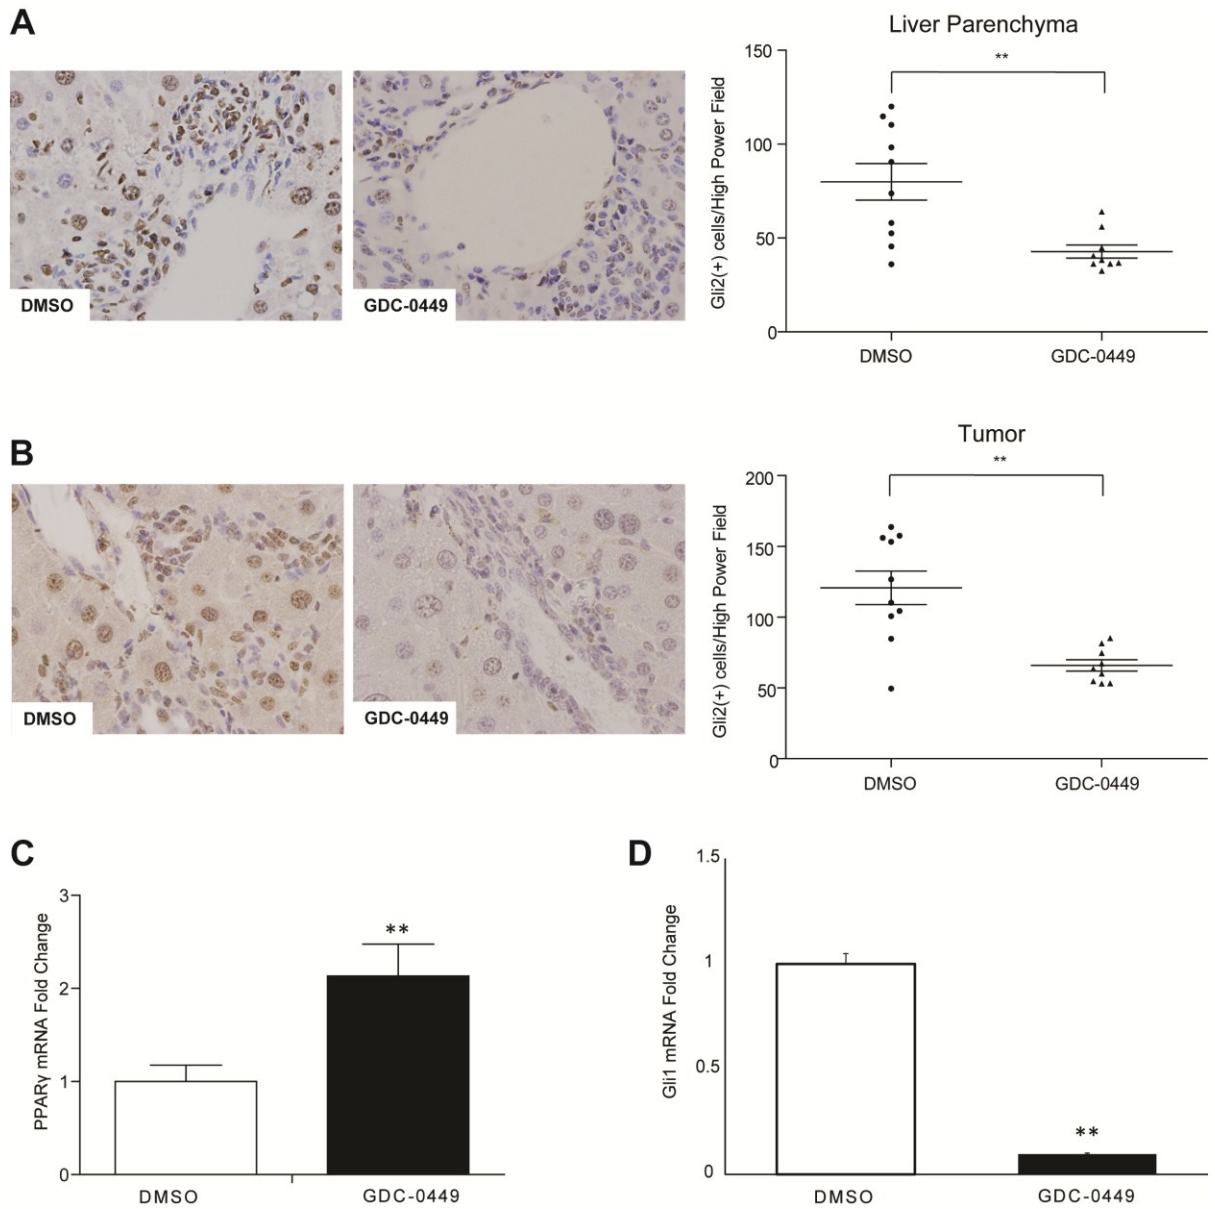 A
Liver Parenchyma
Gli2(+) cells/High Power Field
150
100
50
0
**
DMSO
GDC-0449
DMSO
GDC-0449
B
Tumor
Gli2(+) cells/High Power Field
200
150
100
50
0
**
DMSO
GDC-0449
DMSO
GDC-0449
C
PPARγ mRNA Fold Change
3
2
1
0
**
DMSO
GDC-0449
D
Gli1 mRNA Fold Change
1.5
1
0.5
0
**
DMSO
GDC-0449